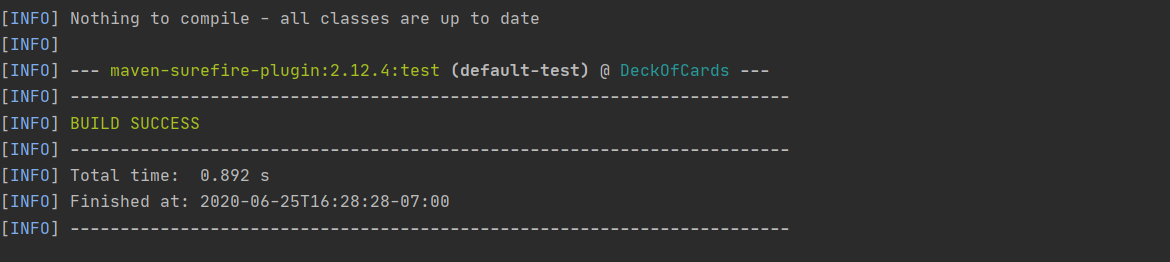 [INFO] Nothing to compile - all classes are up to date
[INFO]
[INFO] --- maven-surefire-plugin:2.12.4:test (default-test) @ DeckOfCards ---
[INFO] ------------------------------------------------------------------------
[INFO] BUILD SUCCESS
[INFO] ------------------------------------------------------------------------
[INFO] Total time:  0.892 s
[INFO] Finished at: 2020-06-25T16:28:28-07:00
[INFO] ------------------------------------------------------------------------